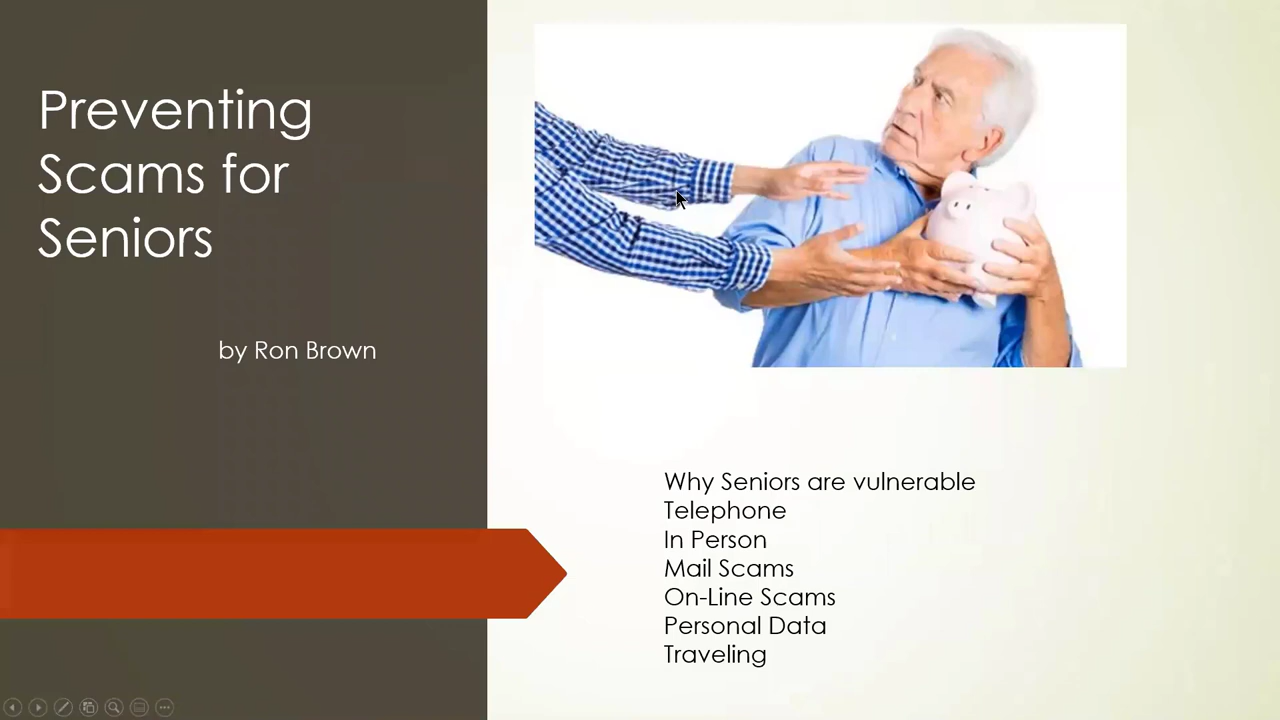 Preventing
Scams for
Seniors
by Ron Brown
Why Seniors are vulnerable
Telephone
In Person
Mail Scams
On-Line Scams
Personal Data
Traveling